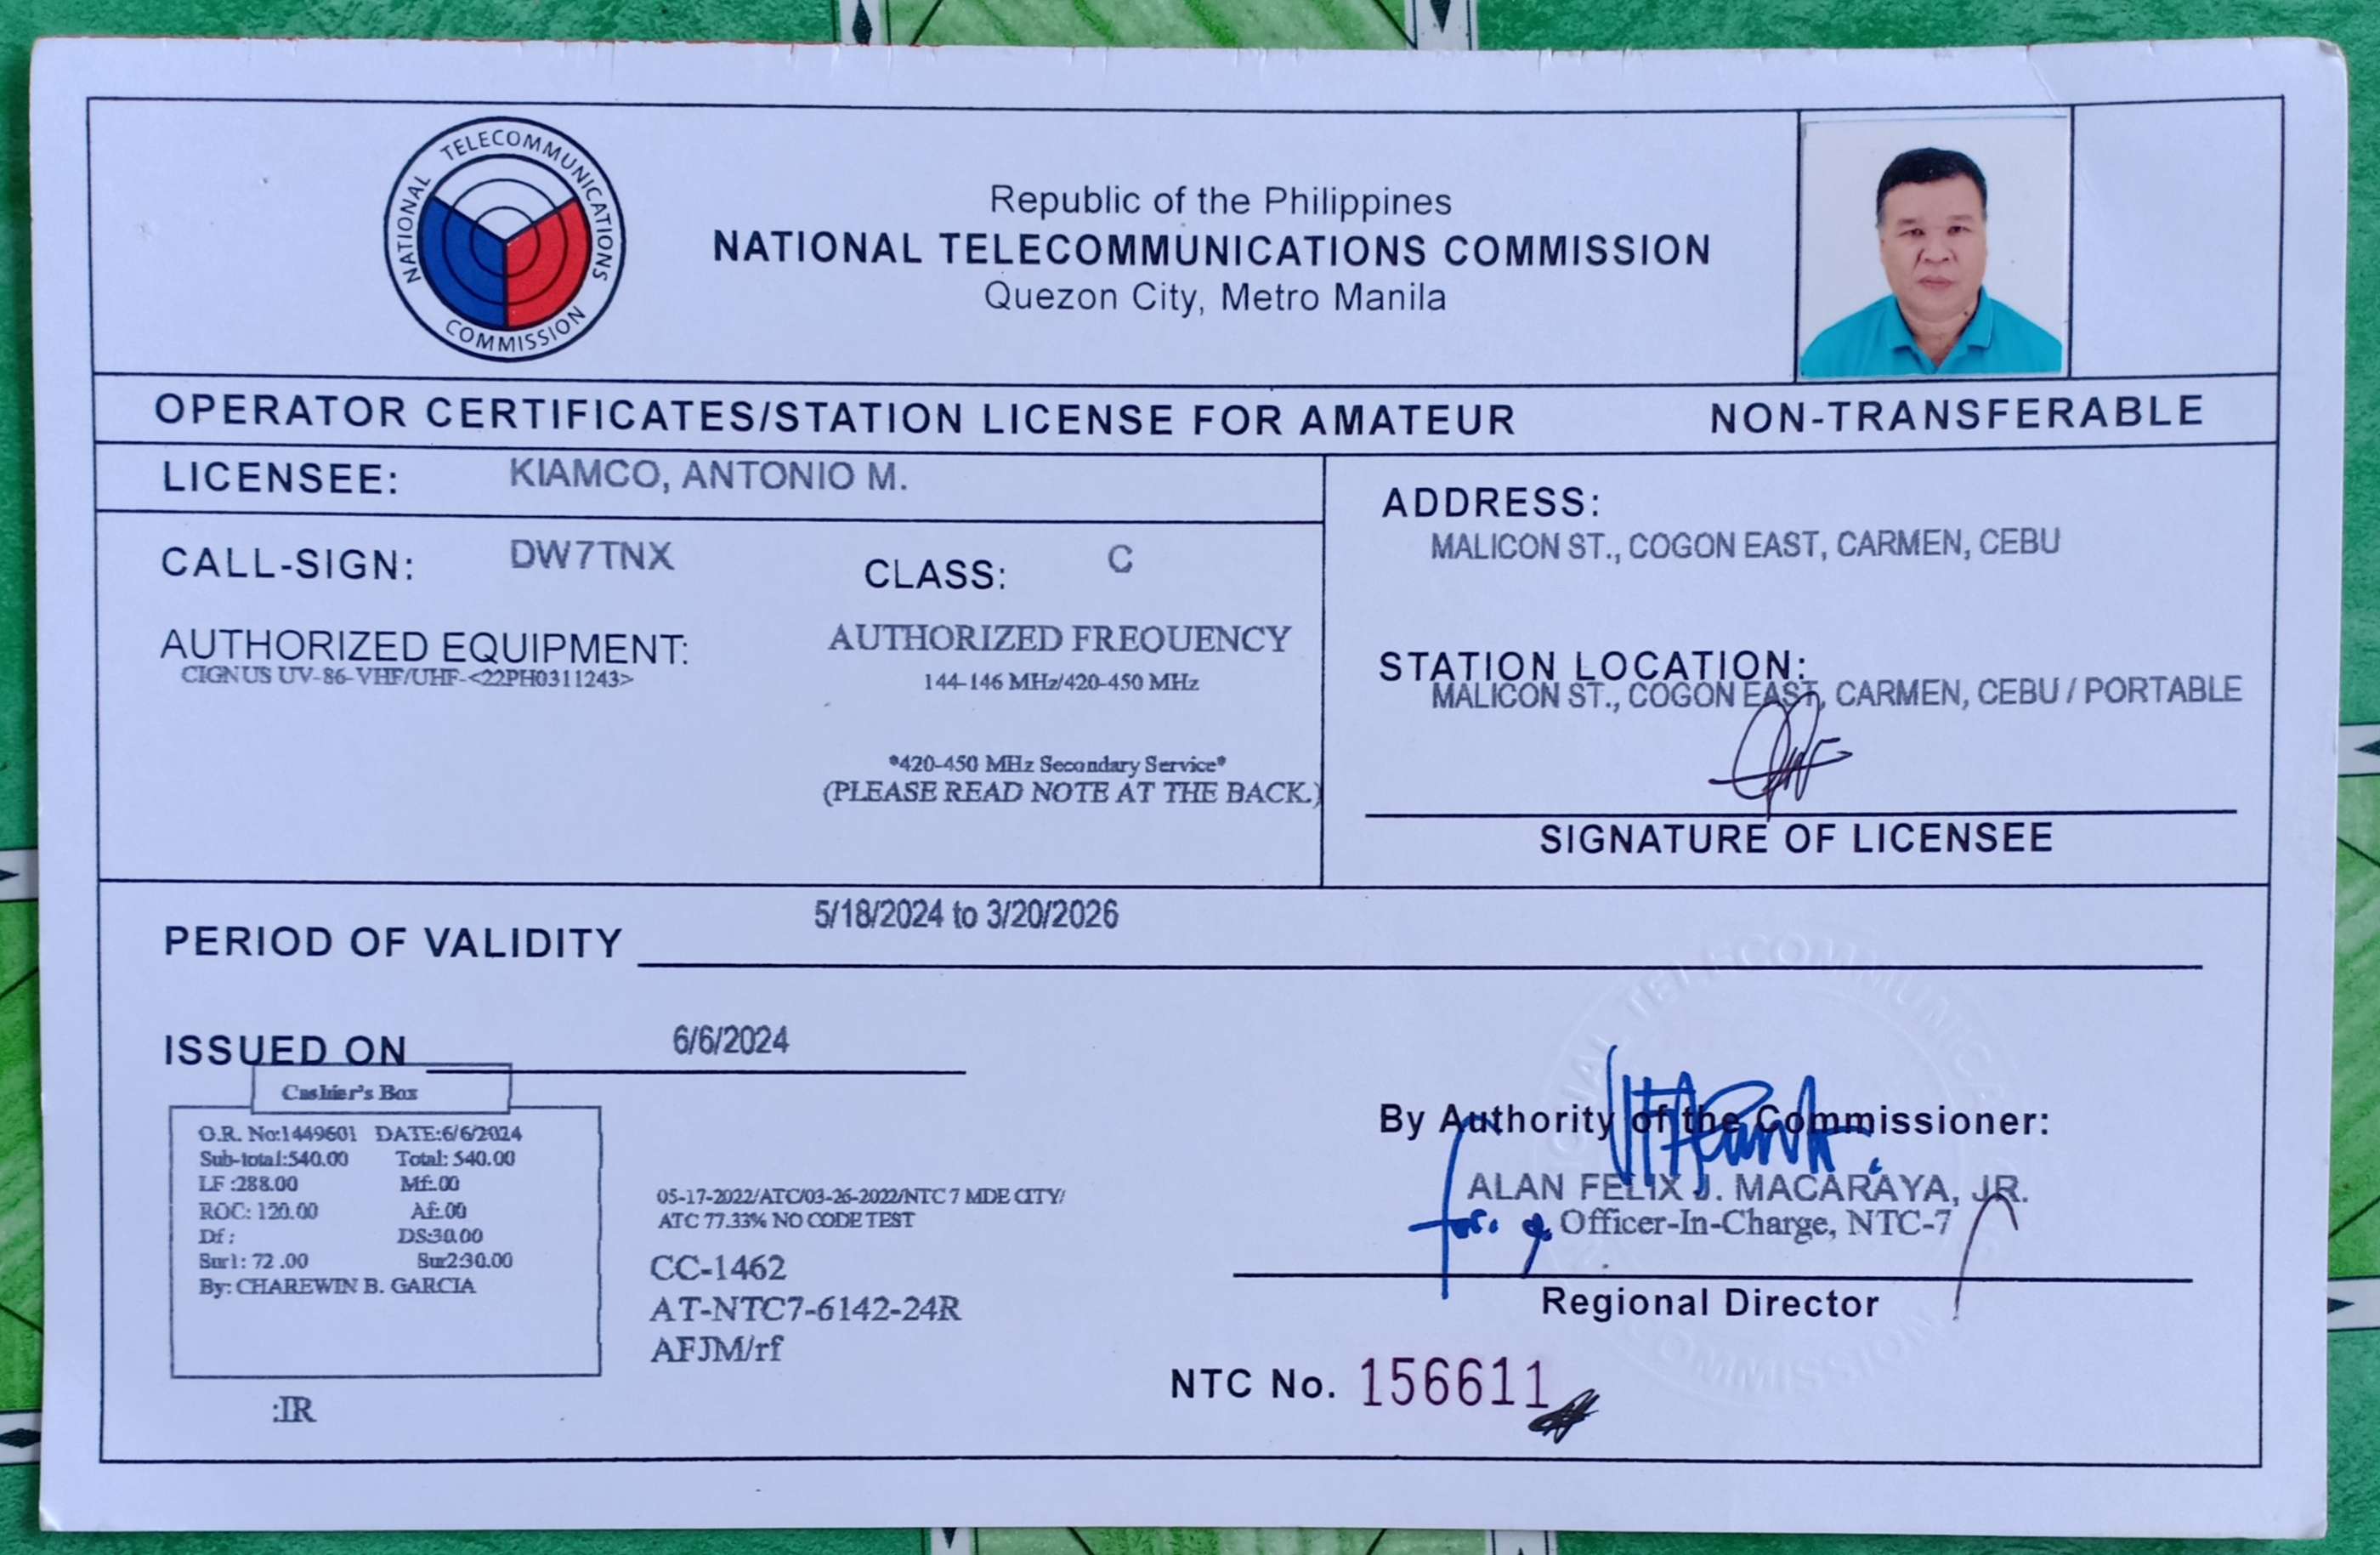 NATIONAL TELECOMMUNICATIONS COMMISSION
Republic of the Philippines
NATIONAL TELECOMMUNICATIONS COMMISSION
Quezon City, Metro Manila
OPERATOR CERTIFICATES/STATION LICENSE FOR AMATEUR NON-TRANSFERABLE
LICENSEE: KIAMCO, ANTONIO M.
CALL-SIGN: DW7TNX CLASS: C
AUTHORIZED EQUIPMENT:
CIGNUS UV-86-VHF/UHF-<22PH0311243>
AUTHORIZED FREQUENCY
144-146 MHz/420-450 MHz
*420-450 MHz Secondary Service*
(PLEASE READ NOTE AT THE BACK.)
ADDRESS:
MALICON ST., COGON EAST, CARMEN, CEBU
STATION LOCATION:
MALICON ST., COGON EAST, CARMEN, CEBU / PORTABLE
SIGNATURE OF LICENSEE
PERIOD OF VALIDITY 5/18/2024 to 3/20/2026
ISSUED ON 6/6/2024
Cashier's Box
O.R. No:1449601 DATE:6/6/2024
Sub-total:540.00 Total: 540.00
LF :288.00 Mf:.00
ROC: 120.00 Af:.00
Df : DS:30.00
Sur1: 72 .00 Sur2:30.00
By: CHAREWIN B. GARCIA
:IR
05-17-2022/ATC/03-26-2022/NTC 7 MDE CITY/
ATC 77.33% NO CODE TEST
CC-1462
AT-NTC7-6142-24R
AFJM/rf
By Authority of the Commissioner:
ALAN FELIX J. MACARAYA, JR.
for: Officer-In-Charge, NTC-7
Regional Director
NTC No. 156611